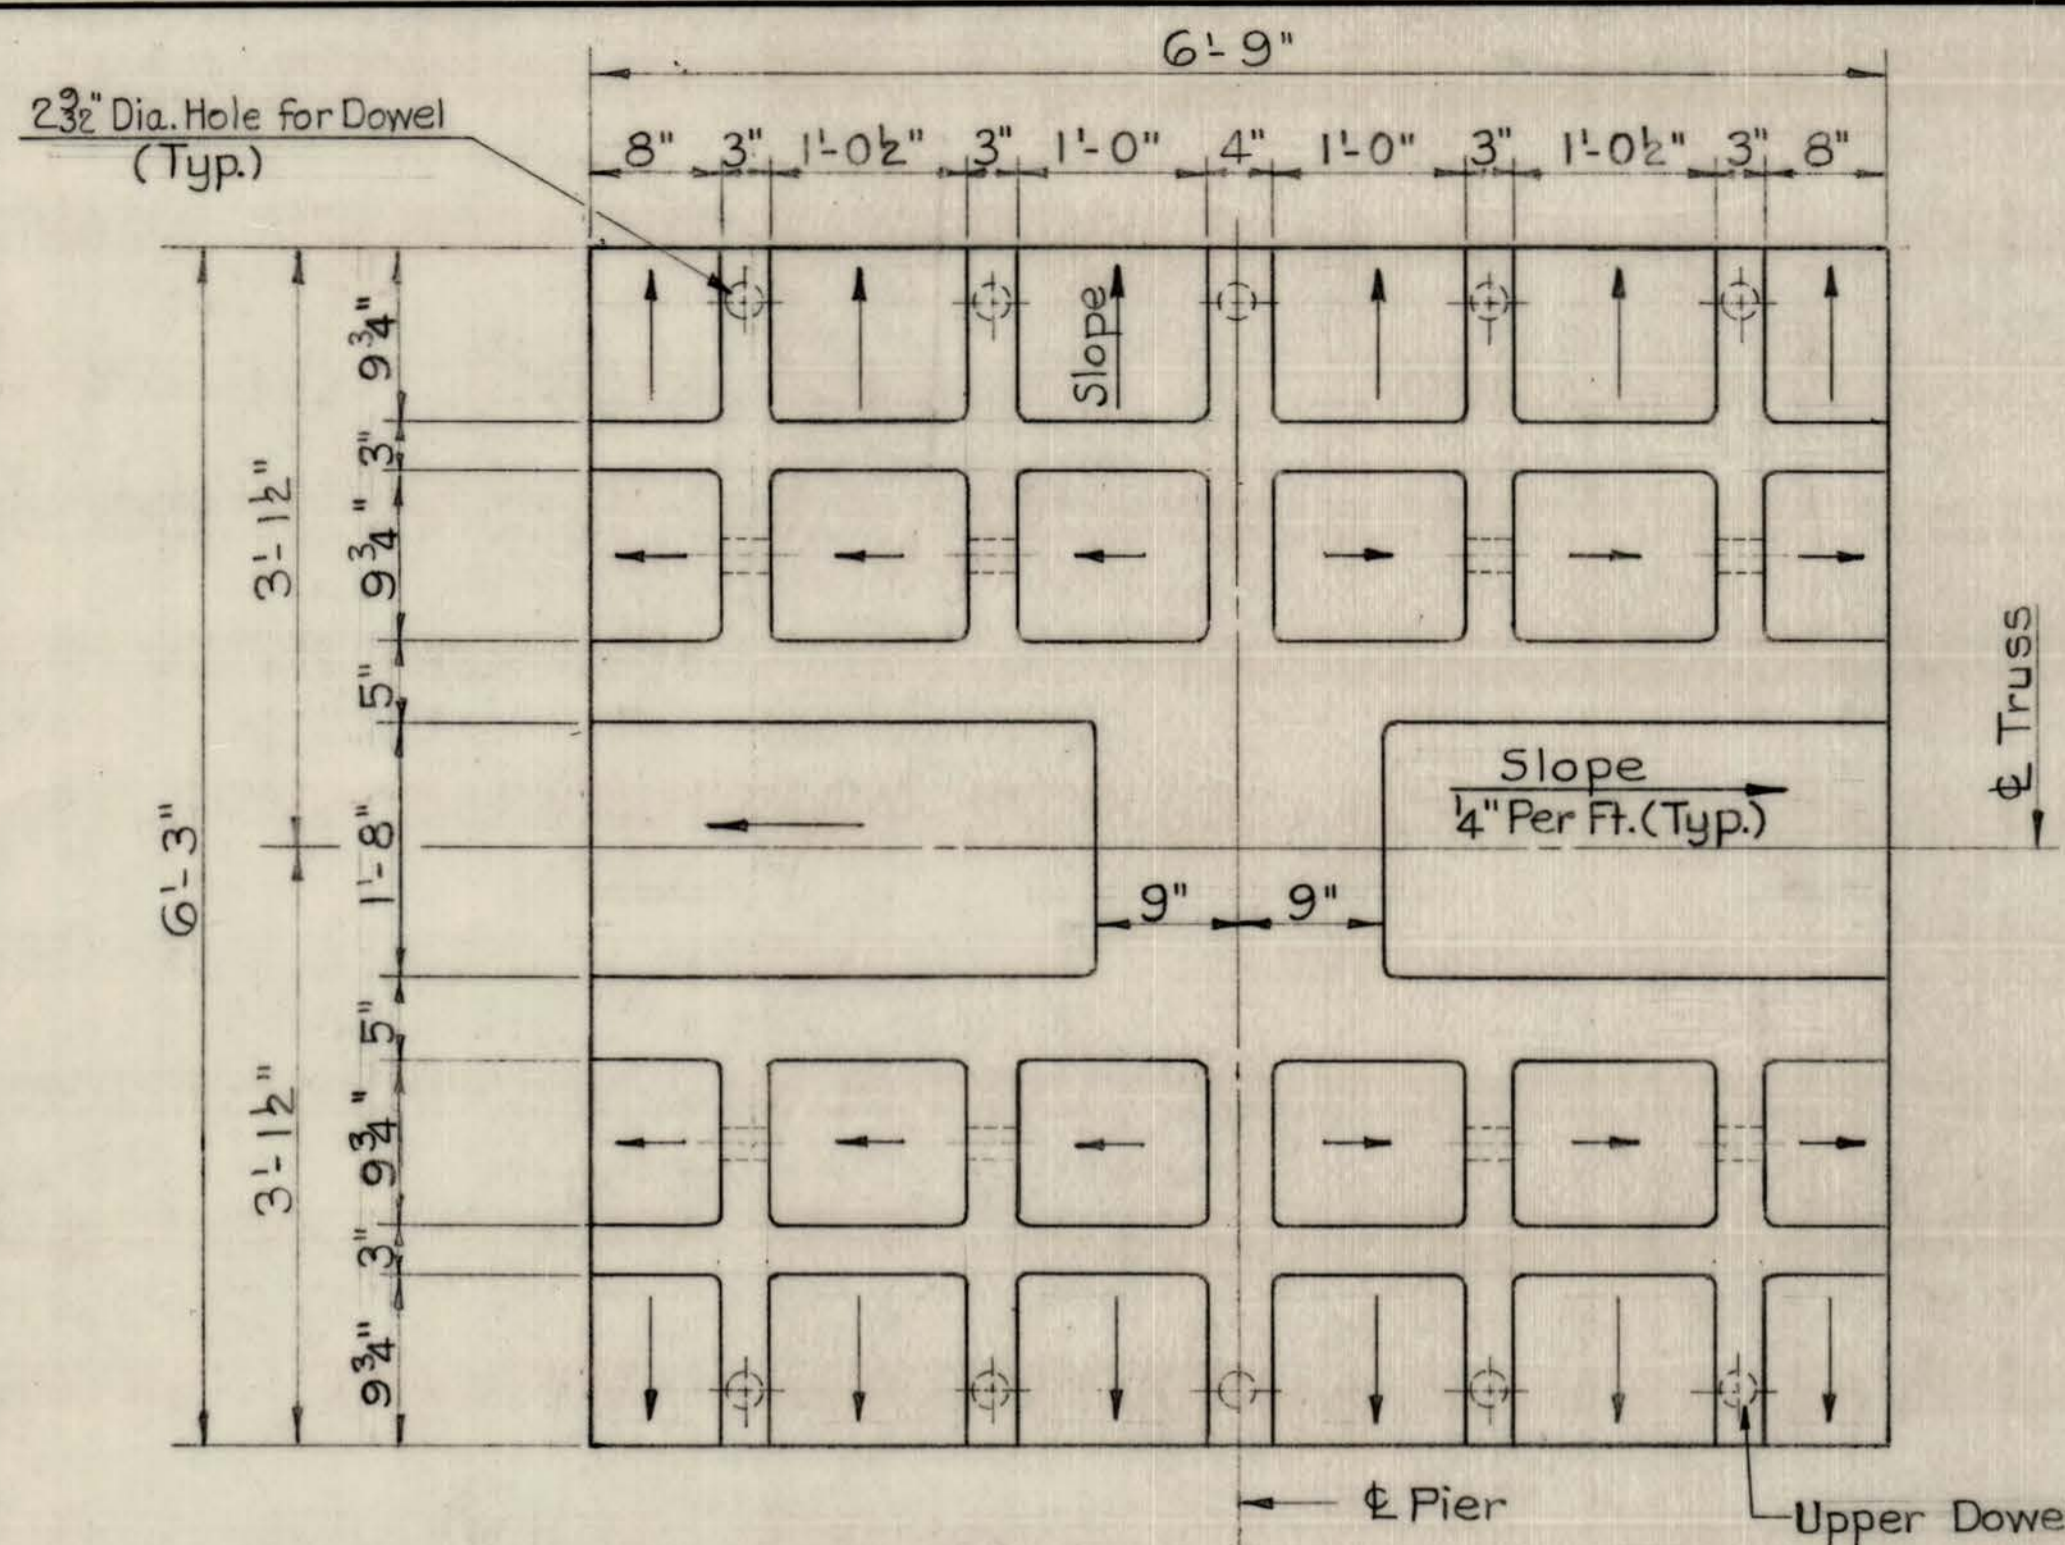 6'-9"
2 9/32" Dia. Hole for Dowel
(Typ.)
8" 3" 1'-0½" 3" 1'-0" 4" 1'-0" 3" 1'-0½" 3" 8"
9¾"
Slope
3"
3'-1½"
9¾"
5"
℄ Truss
Slope
¼" Per Ft. (Typ.)
6'-3"
1'-8"
9" 9"
5"
3'-1½"
9¾"
3"
9¾"
℄ Pier
Upper Dowe